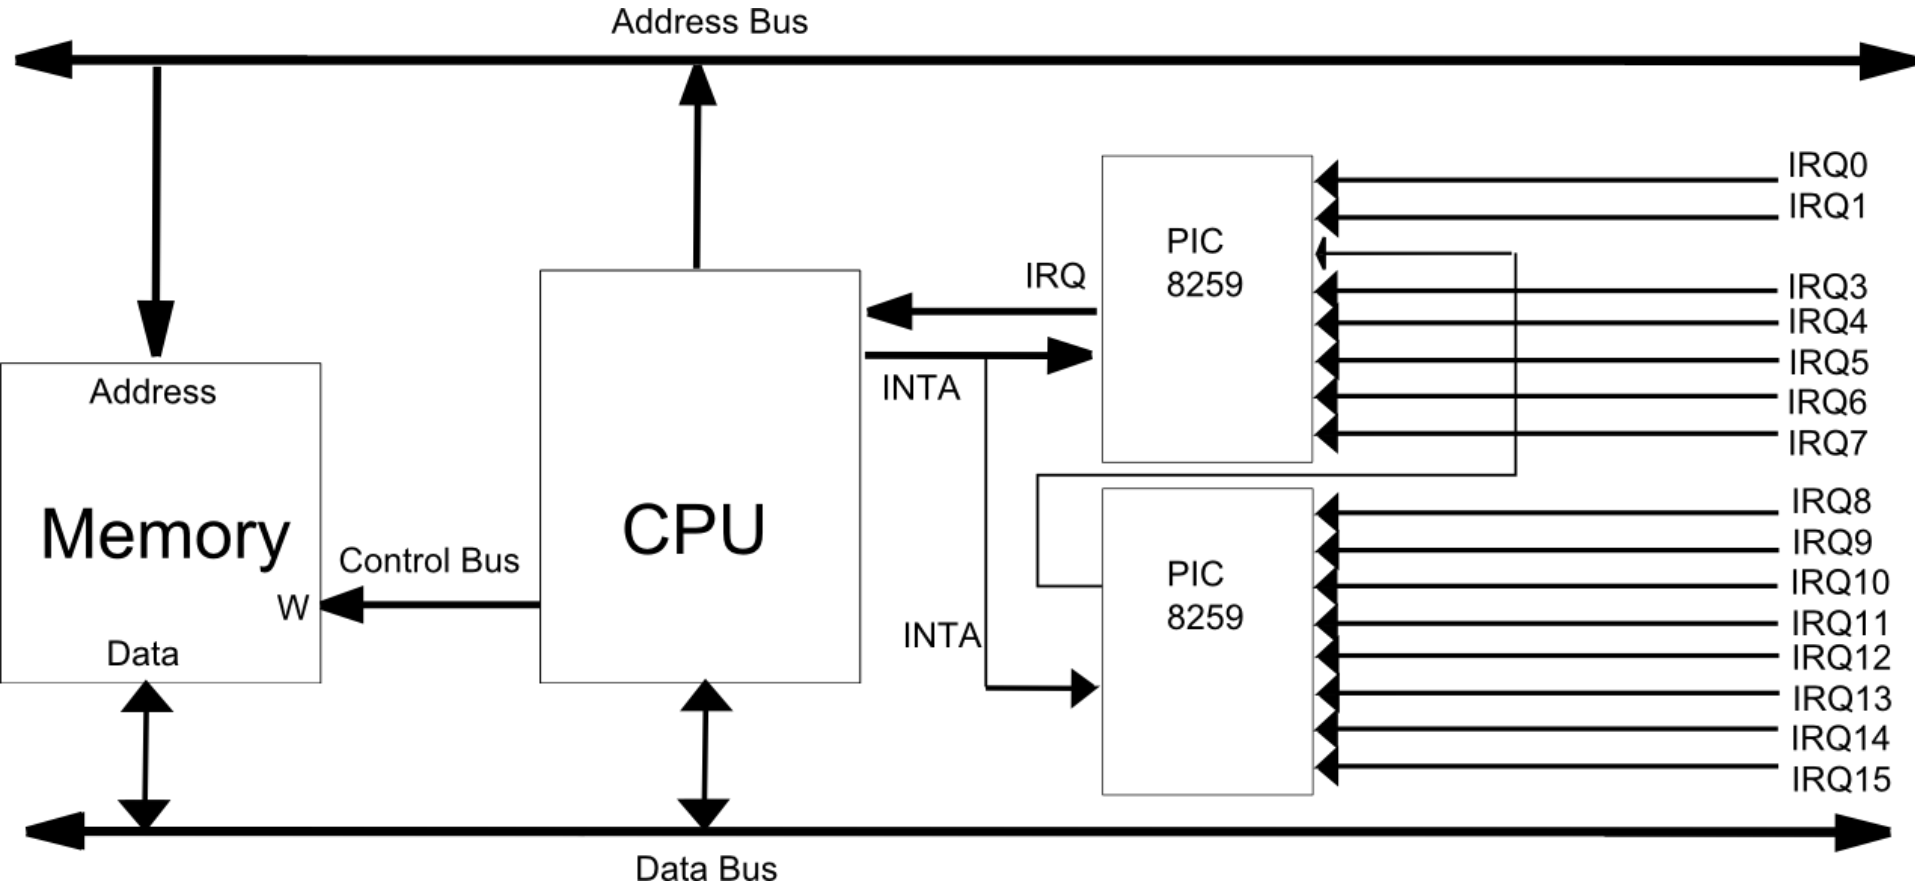 Address Bus
IRQ0
IRQ1
PIC
8259
IRQ
IRQ3
IRQ4
IRQ5
IRQ6
IRQ7
INTA
Address
Memory
CPU
Control Bus
W
Data
IRQ8
IRQ9
IRQ10
IRQ11
IRQ12
IRQ13
IRQ14
IRQ15
PIC
8259
INTA
Data Bus